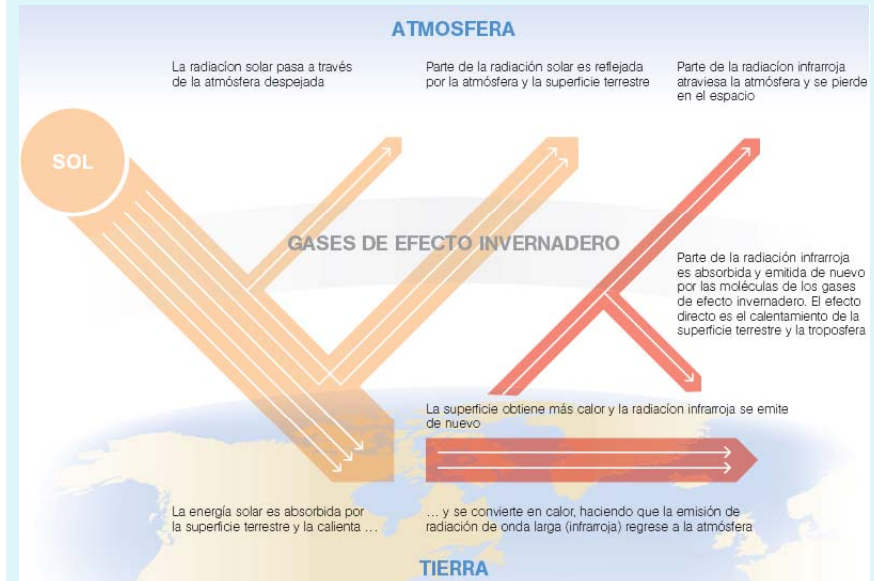 ATMOSFERA
La radiacíon solar pasa a través
de la atmósfera despejada
Parte de la radiación solar es reflejada
por la atmósfera y la superficie terrestre
Parte de la radiacíon infrarroja
atraviesa la atmósfera y se pierde
en el espacio
SOL
GASES DE EFECTO INVERNADERO
Parte de la radiación infrarroja
es absorbida y emitida de nuevo
por las moléculas de los gases
de efecto invernadero. El efecto
directo es el calentamiento de la
superficie terrestre y la troposfera
La superficie obtiene más calor y la radiacíon infrarroja se emite
de nuevo
La energía solar es absorbida por
la superficie terrestre y la calienta …
… y se convierte en calor, haciendo que la emisión de
radiación de onda larga (infrarroja) regrese a la atmósfera
TIERRA